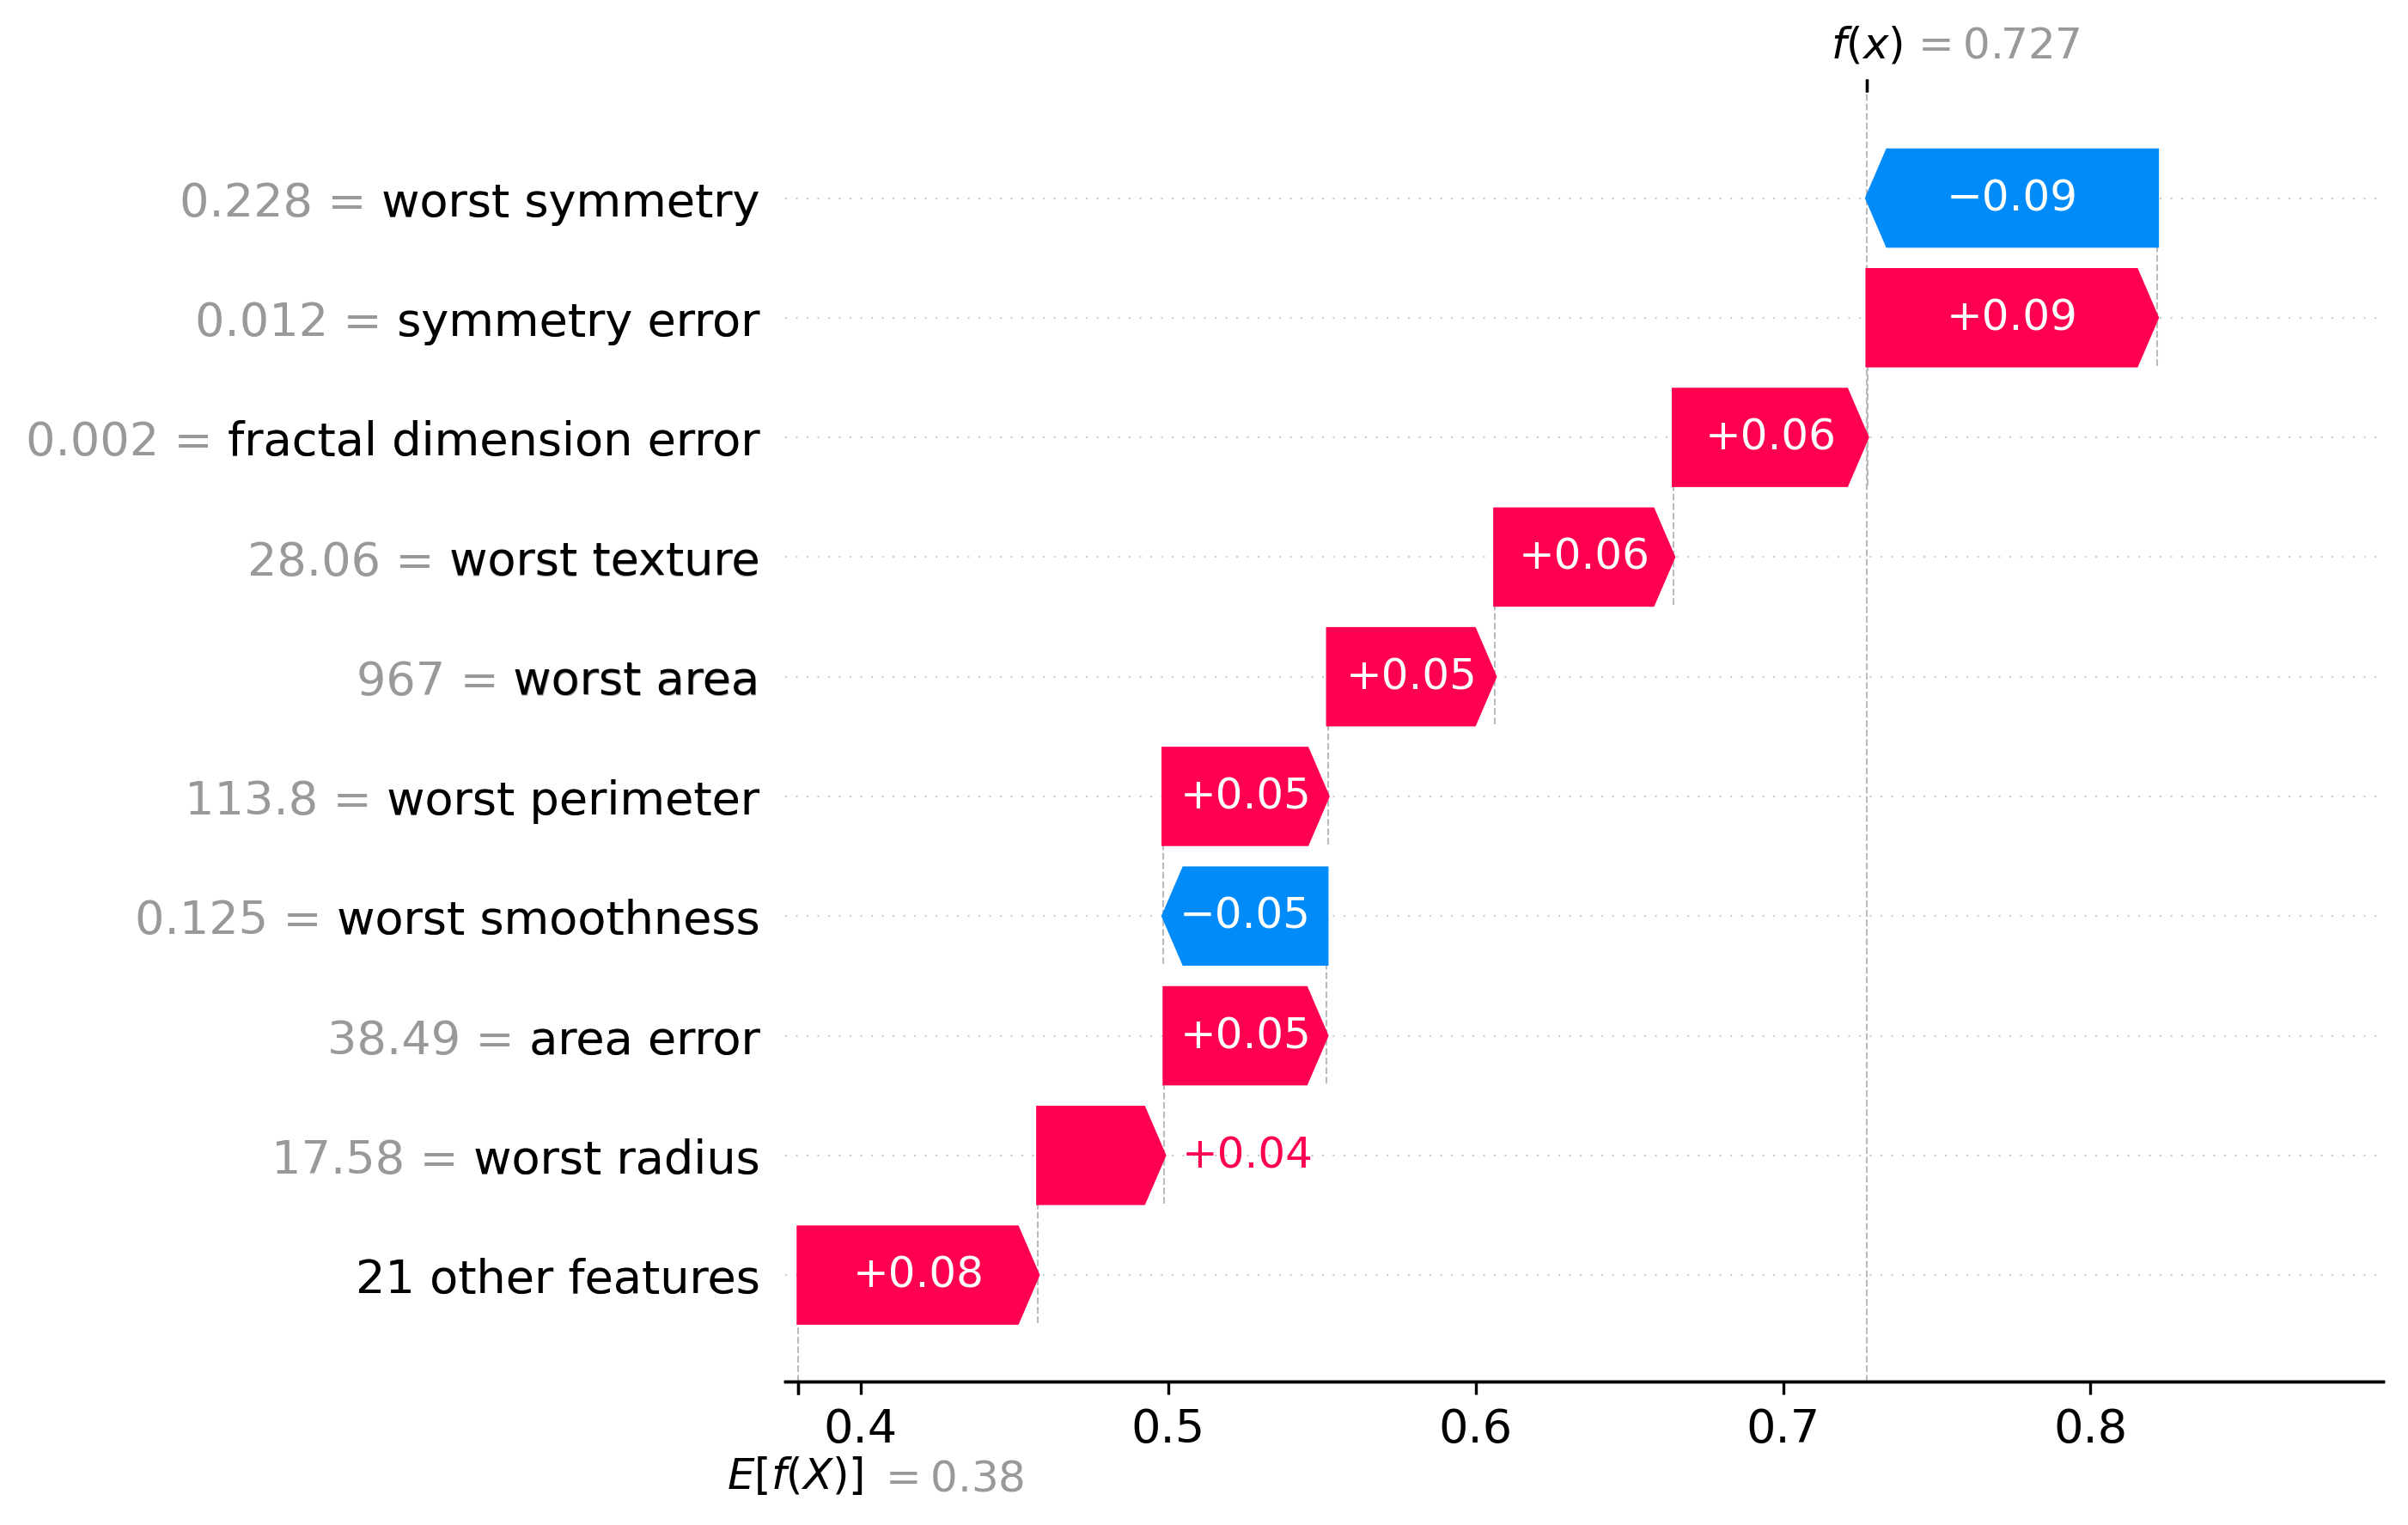 f(x) = 0.727
0.228 = worst symmetry −0.09
0.012 = symmetry error +0.09
0.002 = fractal dimension error +0.06
28.06 = worst texture +0.06
967 = worst area +0.05
113.8 = worst perimeter +0.05
0.125 = worst smoothness −0.05
38.49 = area error +0.05
17.58 = worst radius +0.04
21 other features +0.08
0.4 0.5 0.6 0.7 0.8
E[f(X)] = 0.38